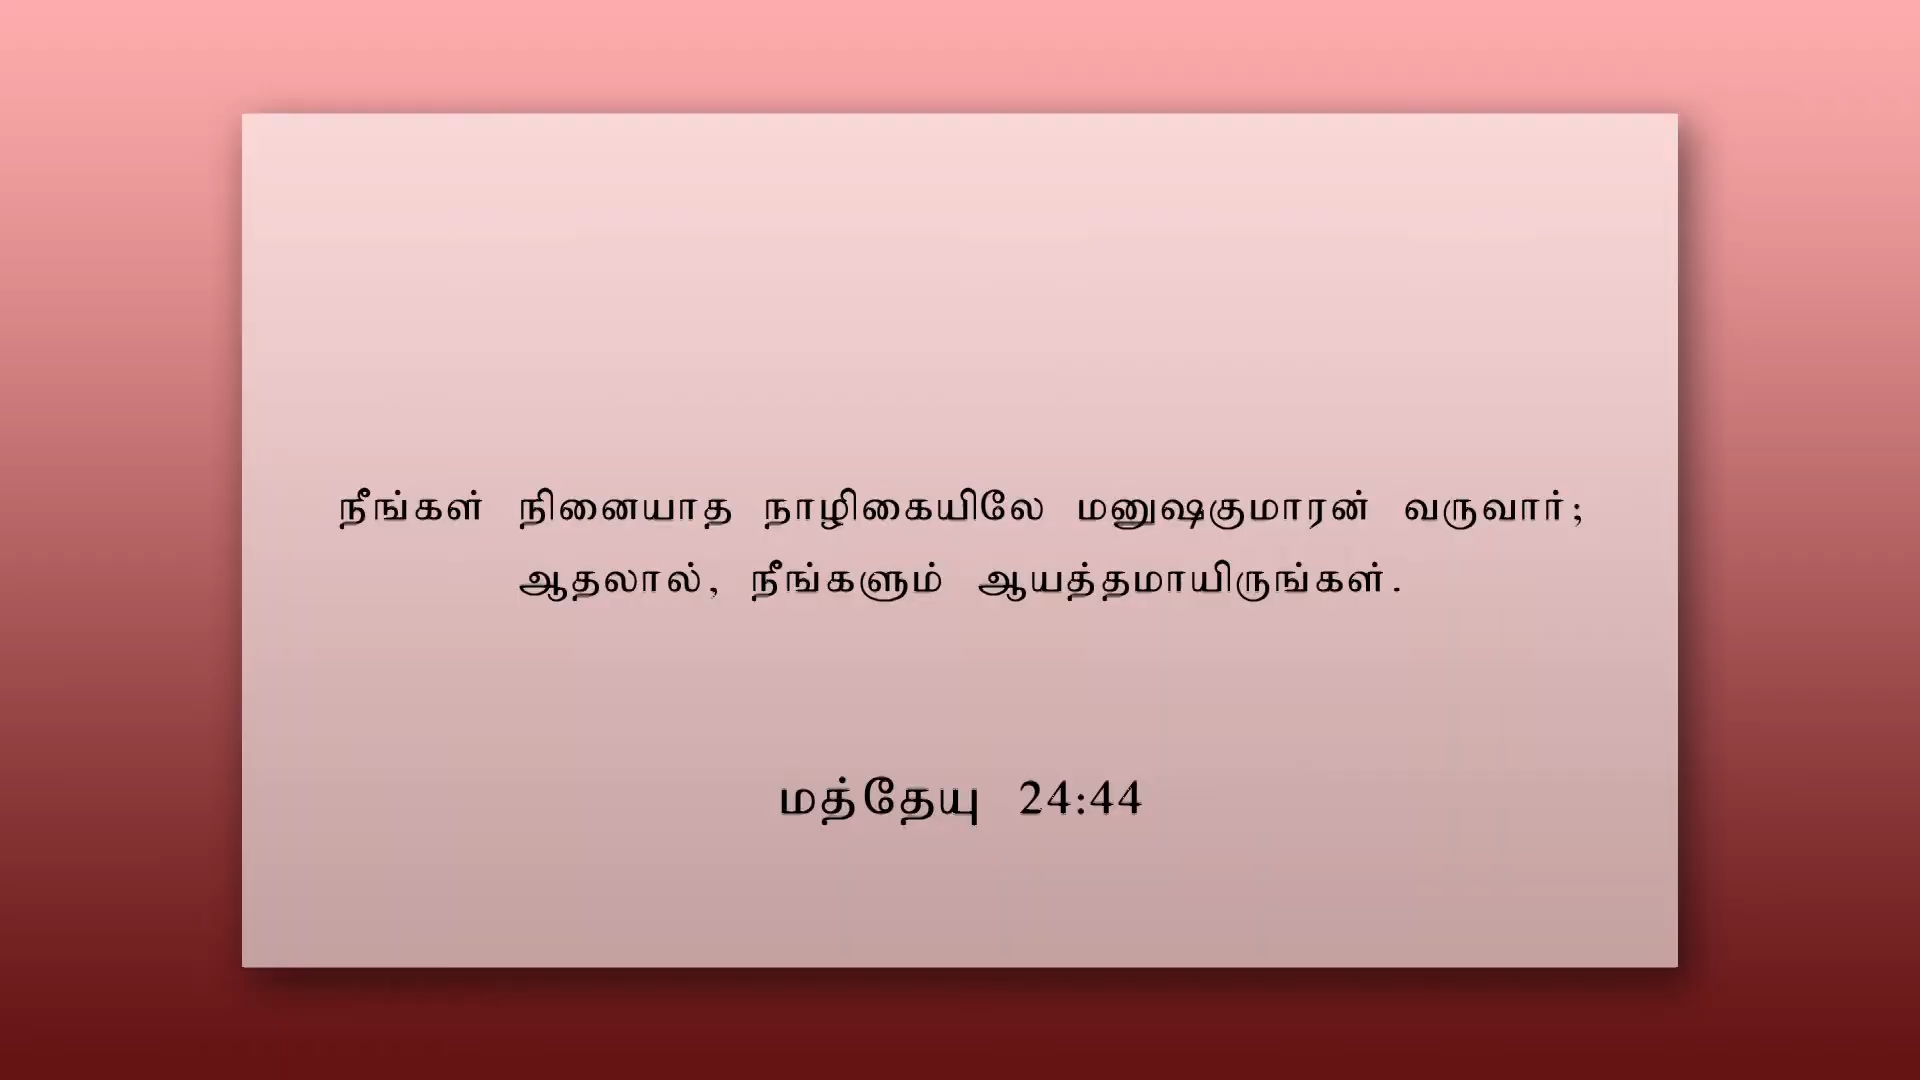 நீங்கள் நினையாத நாழிகையிலே மனுஷகுமாரன் வருவார்;
ஆதலால், நீங்களும் ஆயத்தமாயிருங்கள்.
மத்தேயு 24:44